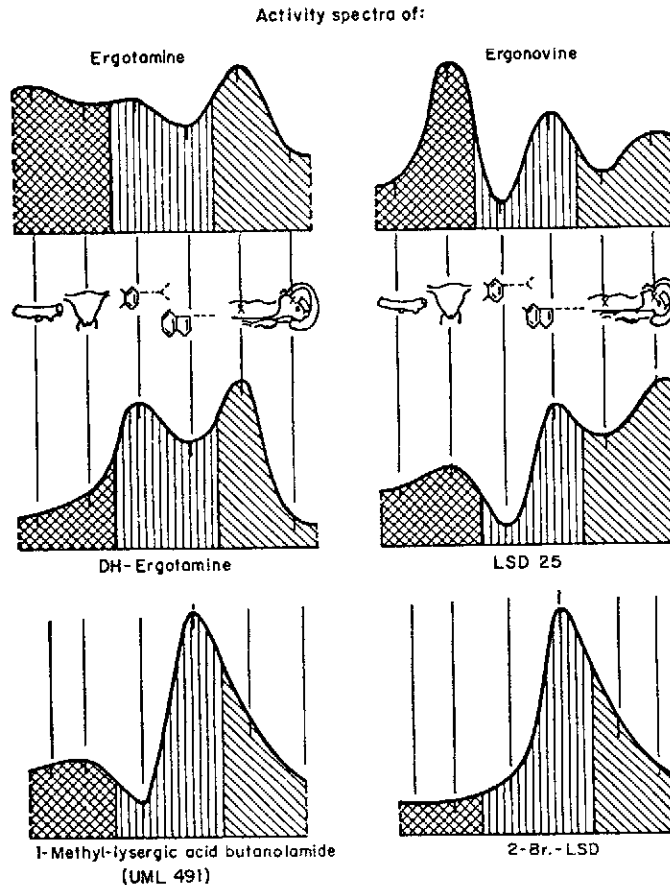 Activity spectra of:
Ergotamine
Ergonovine
DH-Ergotamine
LSD 25
1-Methyl-lysergic acid butanolamide
(UML 491)
2-Br.-LSD